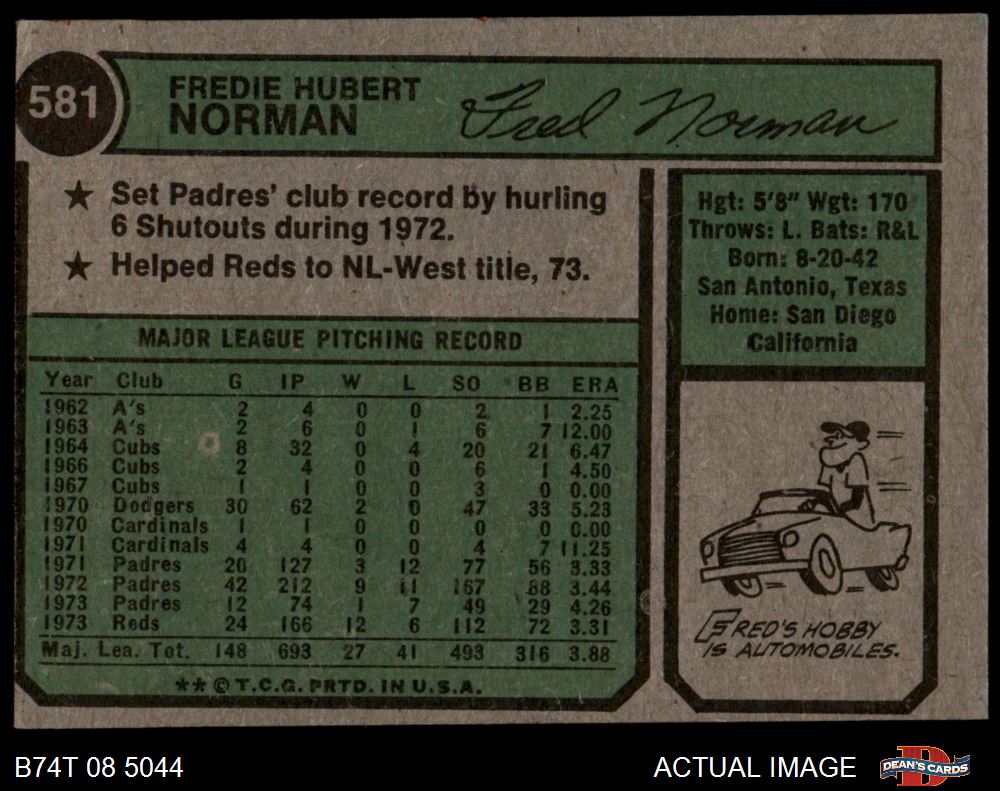 581
FREDIE HUBERT
NORMAN
Fred Norman
★ Set Padres' club record by hurling
6 Shutouts during 1972.
★ Helped Reds to NL-West title, 73.
Hgt: 5'8" Wgt: 170
Throws: L. Bats: R&L
Born: 8-20-42
San Antonio, Texas
Home: San Diego
California
MAJOR LEAGUE PITCHING RECORD
Year Club G IP W L SO BB ERA
1962 A's 2 4 0 0 2 1 2.25
1963 A's 2 6 0 1 6 7 12.00
1964 Cubs 8 32 0 4 20 21 6.47
1966 Cubs 2 4 0 0 6 1 4.50
1967 Cubs 1 1 0 0 3 0 0.00
1970 Dodgers 30 62 2 0 47 33 5.23
1970 Cardinals 1 1 0 0 0 0 0.00
1971 Cardinals 4 4 0 0 4 7 11.25
1971 Padres 20 127 3 12 77 56 3.33
1972 Padres 42 212 9 11 167 88 3.44
1973 Padres 12 74 1 7 49 29 4.26
1973 Reds 24 166 12 6 112 72 3.31
Maj. Lea. Tot. 148 693 27 41 493 316 3.88
** © T.C.G. PRTD. IN U.S.A.
FRED'S HOBBY
IS AUTOMOBILES.
B74T 08 5044
ACTUAL IMAGE
D
DEAN'S CARDS